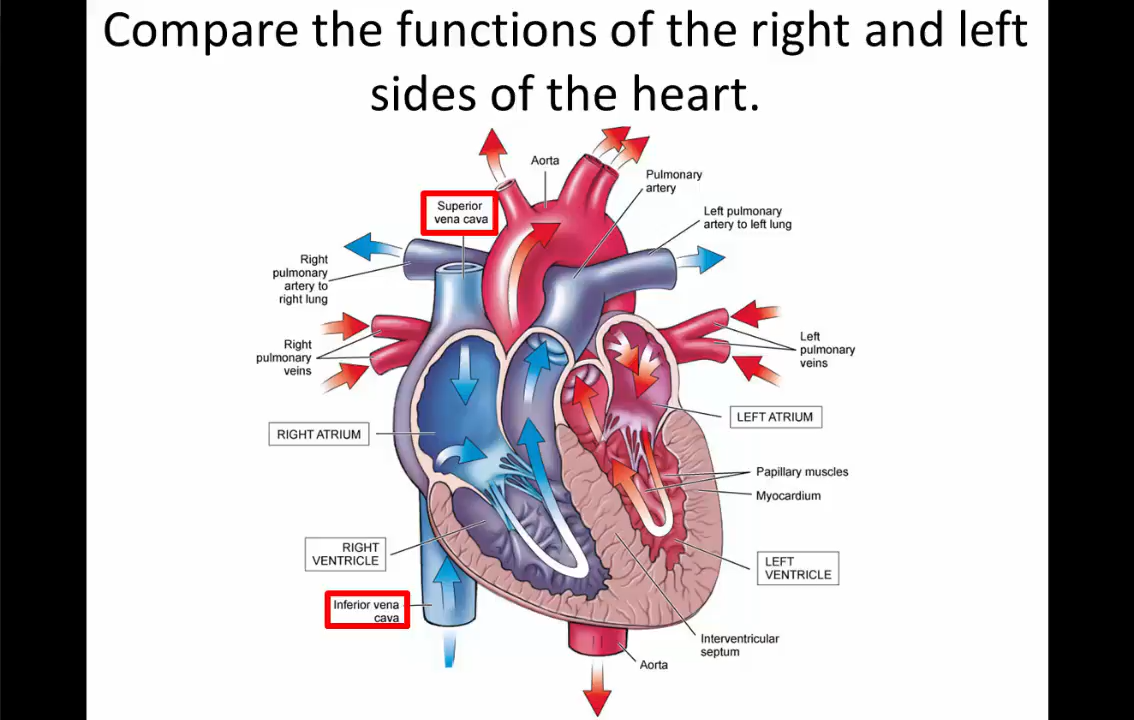 Compare the functions of the right and left
sides of the heart.
Aorta
Pulmonary
artery
Superior
vena cava
Left pulmonary
artery to left lung
Right
pulmonary
artery to
right lung
Right
pulmonary
veins
Left
pulmonary
veins
LEFT ATRIUM
RIGHT ATRIUM
Papillary muscles
Myocardium
RIGHT
VENTRICLE
LEFT
VENTRICLE
Inferior vena
cava
Interventricular
septum
Aorta